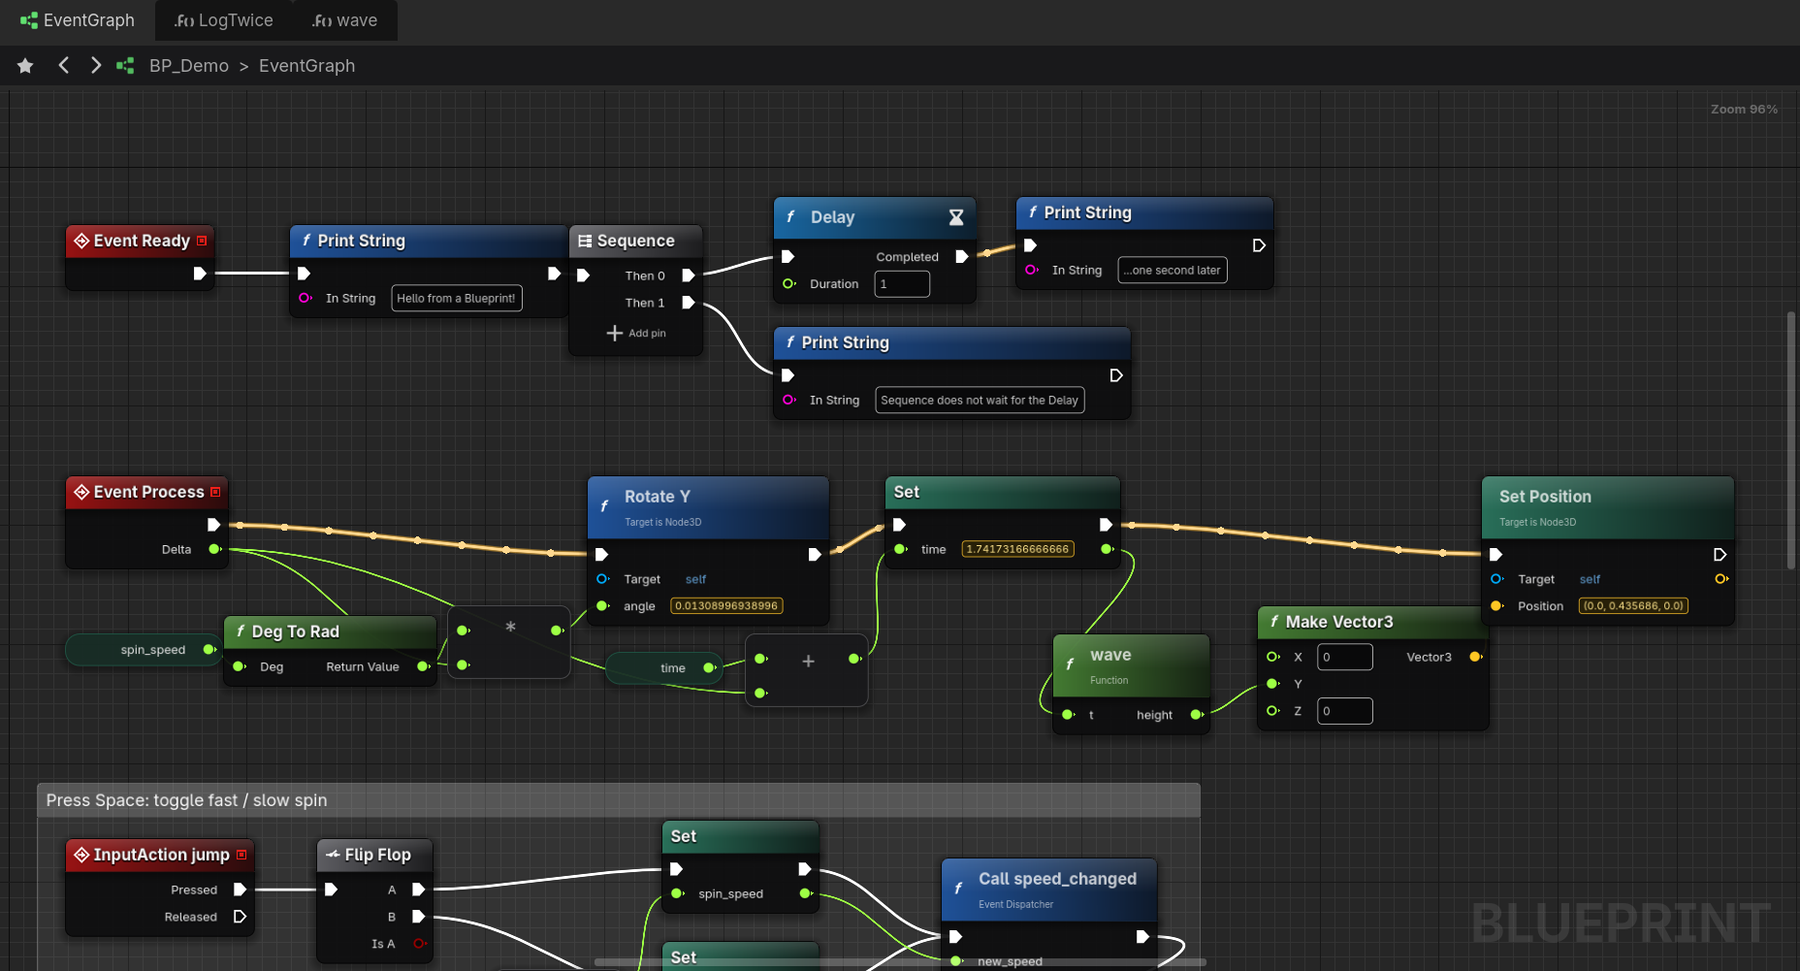 EventGraph
LogTwice
wave
BP_Demo > EventGraph
Zoom 96%
Event Ready
Print String
In String
Hello from a Blueprint!
Sequence
Then 0
Then 1
Add pin
Delay
Completed
Duration
1
Print String
In String
...one second later
Print String
In String
Sequence does not wait for the Delay
Event Process
Delta
spin_speed
Deg To Rad
Deg
Return Value
*
Rotate Y
Target is Node3D
Target
self
angle
0.01308996938996
time
+
Set
time
1.74173166666666
wave
Function
t
height
Make Vector3
X
0
Vector3
Y
Z
0
Set Position
Target is Node3D
Target
self
Position
(0.0, 0.435686, 0.0)
Press Space: toggle fast / slow spin
InputAction jump
Pressed
Released
Flip Flop
A
B
Is A
Set
spin_speed
Set
Call speed_changed
Event Dispatcher
new_speed
BLUEPRINT